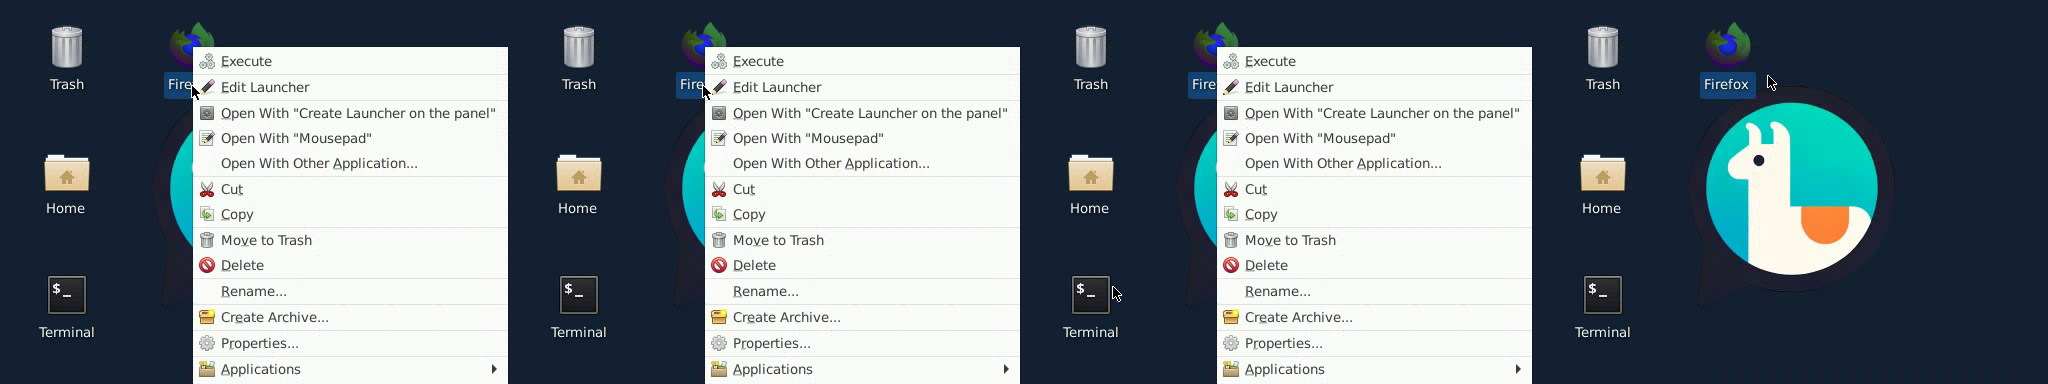 Trash
Fire
Execute
Edit Launcher
Open With "Create Launcher on the panel"
Open With "Mousepad"
Open With Other Application...
Home
Cut
Copy
Move to Trash
Delete
$_
Rename...
Create Archive...
Terminal
Properties...
Applications
Trash
Fire
Execute
Edit Launcher
Open With "Create Launcher on the panel"
Open With "Mousepad"
Open With Other Application...
Home
Cut
Copy
Move to Trash
Delete
$_
Rename...
Create Archive...
Terminal
Properties...
Applications
Trash
Fire
Execute
Edit Launcher
Open With "Create Launcher on the panel"
Open With "Mousepad"
Open With Other Application...
Home
Cut
Copy
Move to Trash
Delete
$_
Rename...
Create Archive...
Terminal
Properties...
Applications
Trash
Firefox
Home
$_
Terminal